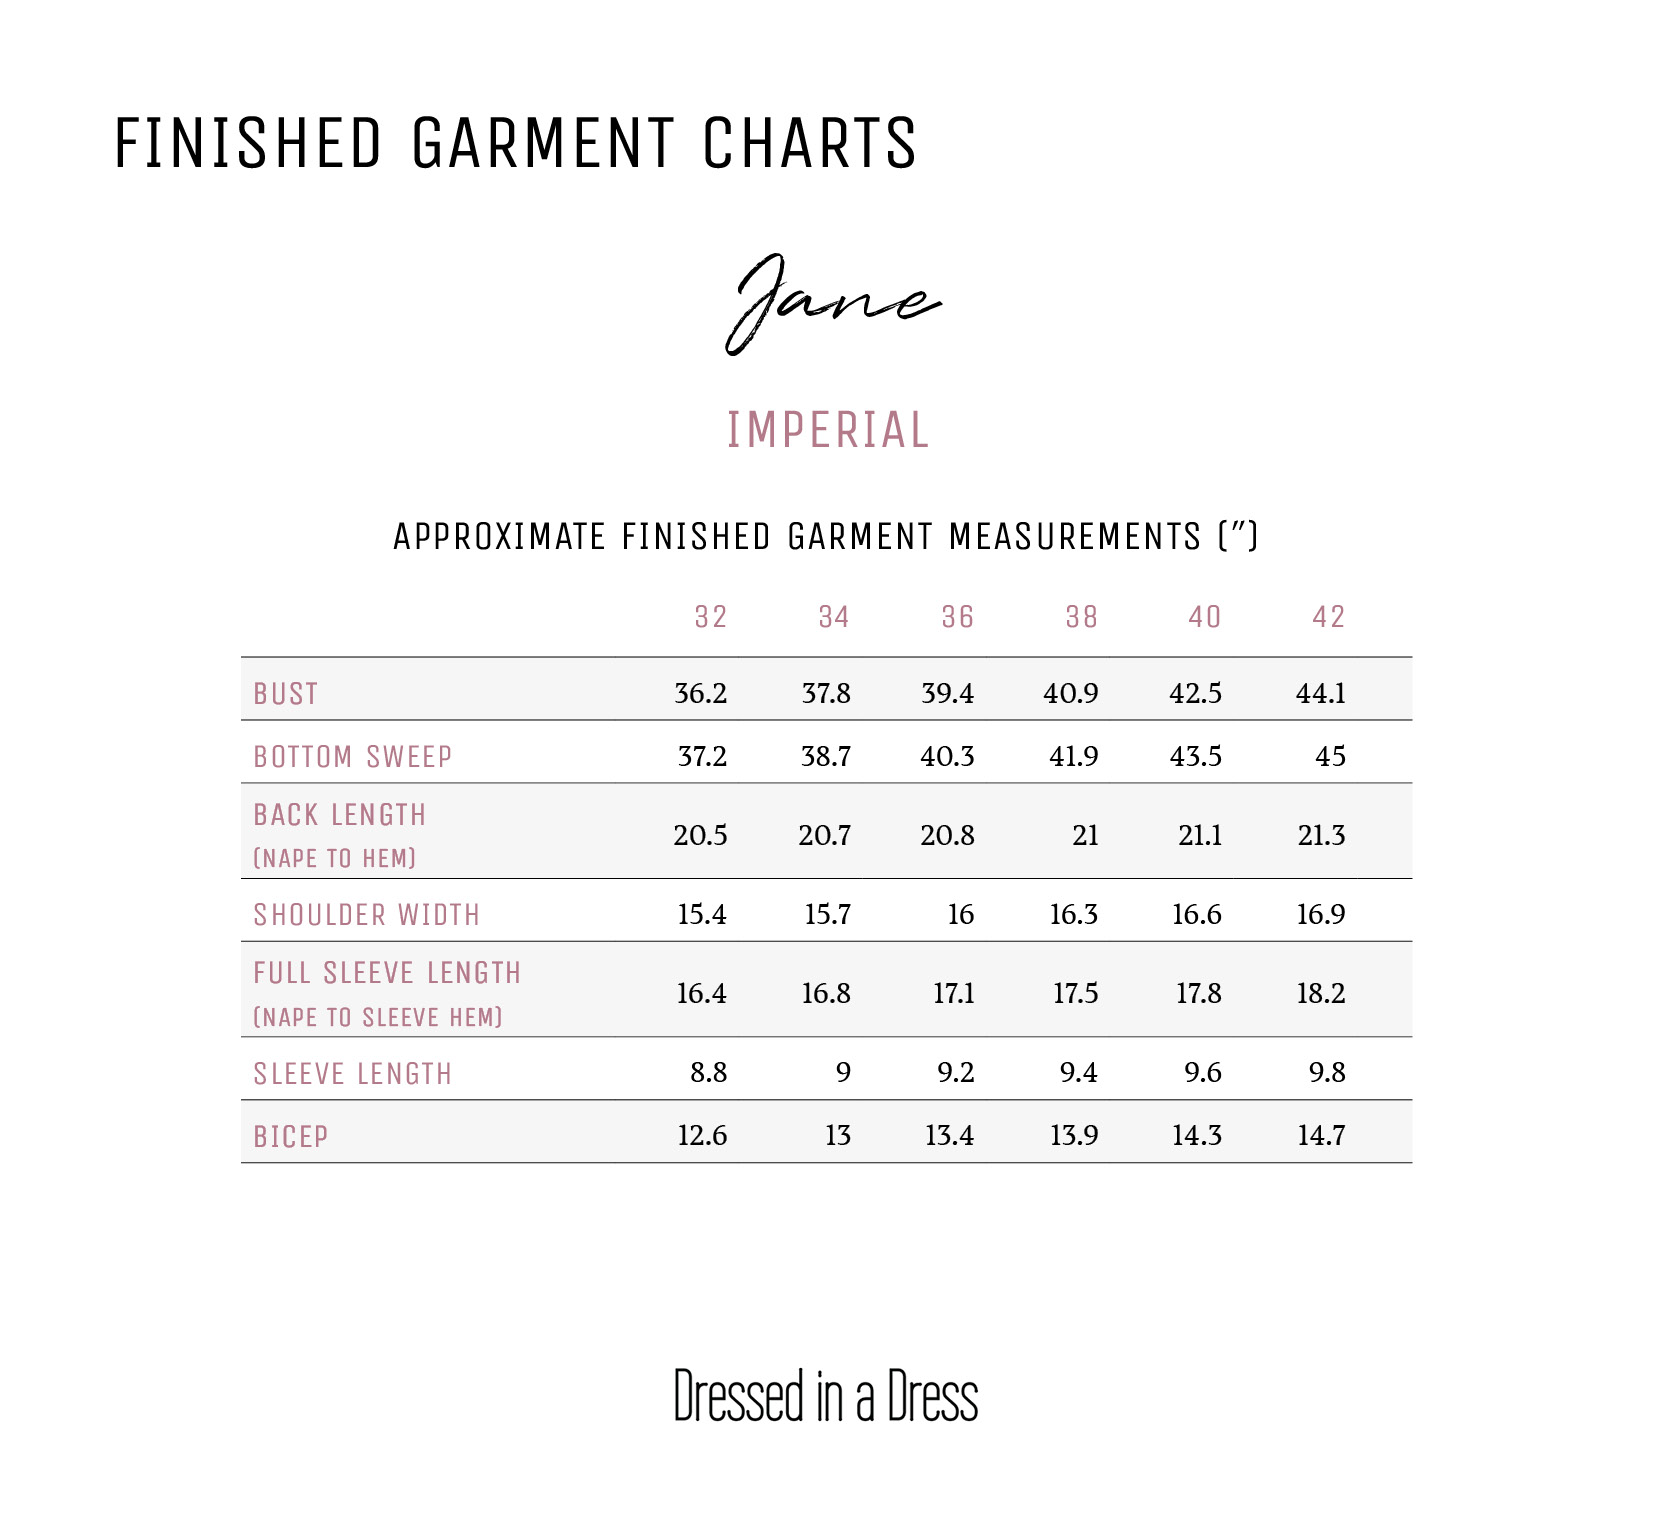 FINISHED GARMENT CHARTS
Jane
IMPERIAL
APPROXIMATE FINISHED GARMENT MEASUREMENTS (″)
32 34 36 38 40 42
BUST 36.2 37.8 39.4 40.9 42.5 44.1
BOTTOM SWEEP 37.2 38.7 40.3 41.9 43.5 45
BACK LENGTH
(NAPE TO HEM) 20.5 20.7 20.8 21 21.1 21.3
SHOULDER WIDTH 15.4 15.7 16 16.3 16.6 16.9
FULL SLEEVE LENGTH
(NAPE TO SLEEVE HEM) 16.4 16.8 17.1 17.5 17.8 18.2
SLEEVE LENGTH 8.8 9 9.2 9.4 9.6 9.8
BICEP 12.6 13 13.4 13.9 14.3 14.7
Dressed in a Dress